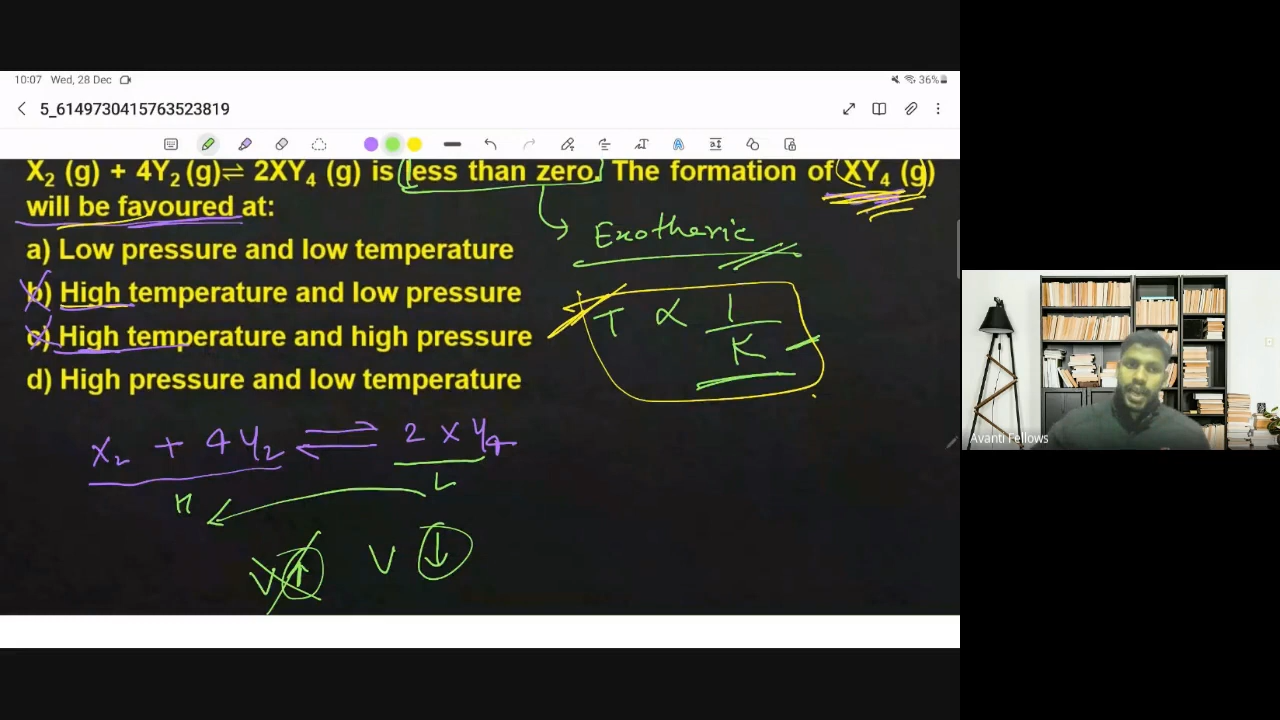 10:07 Wed, 28 Dec
36%
5_6149730415763523819
X₂ (g) + 4Y₂ (g)⇌ 2XY₄ (g) is less than zero. The formation of XY₄ (g)
will be favoured at:
Exotheric
a) Low pressure and low temperature
b) High temperature and low pressure
T ∝ 1/K
c) High temperature and high pressure
d) High pressure and low temperature
X₂ + 4Y₂ ⇌ 2XY₄
H L
V↑ V↓
Avanti Fellows